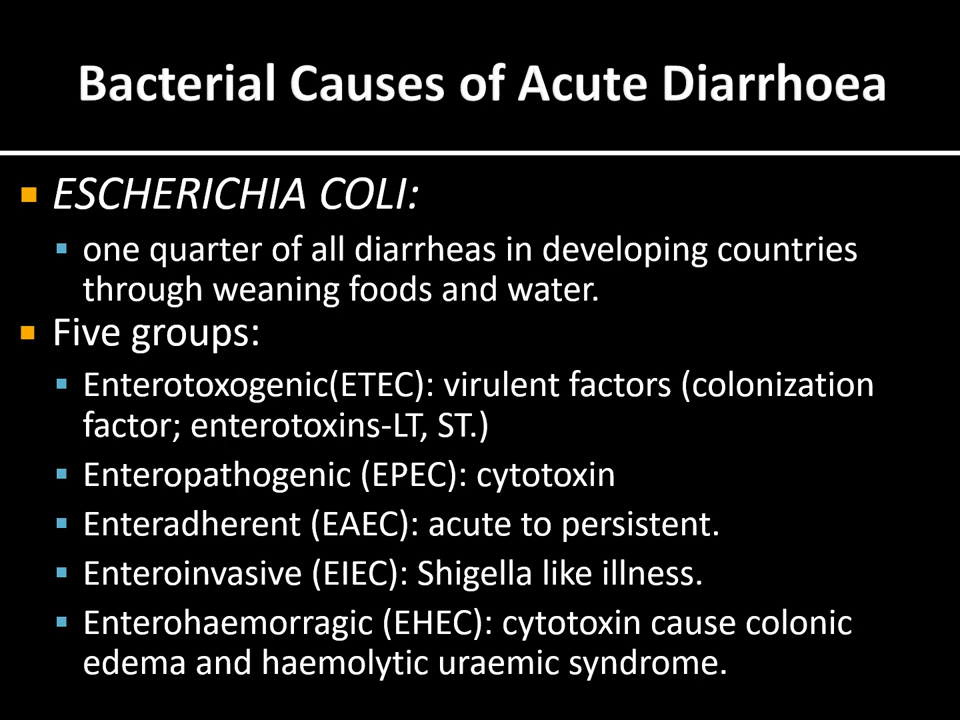 Bacterial Causes of Acute Diarrhoea
ESCHERICHIA COLI:
one quarter of all diarrheas in developing countries
through weaning foods and water.
Five groups:
Enterotoxogenic(ETEC): virulent factors (colonization
factor; enterotoxins-LT, ST.)
Enteropathogenic (EPEC): cytotoxin
Enteradherent (EAEC): acute to persistent.
Enteroinvasive (EIEC): Shigella like illness.
Enterohaemorragic (EHEC): cytotoxin cause colonic
edema and haemolytic uraemic syndrome.